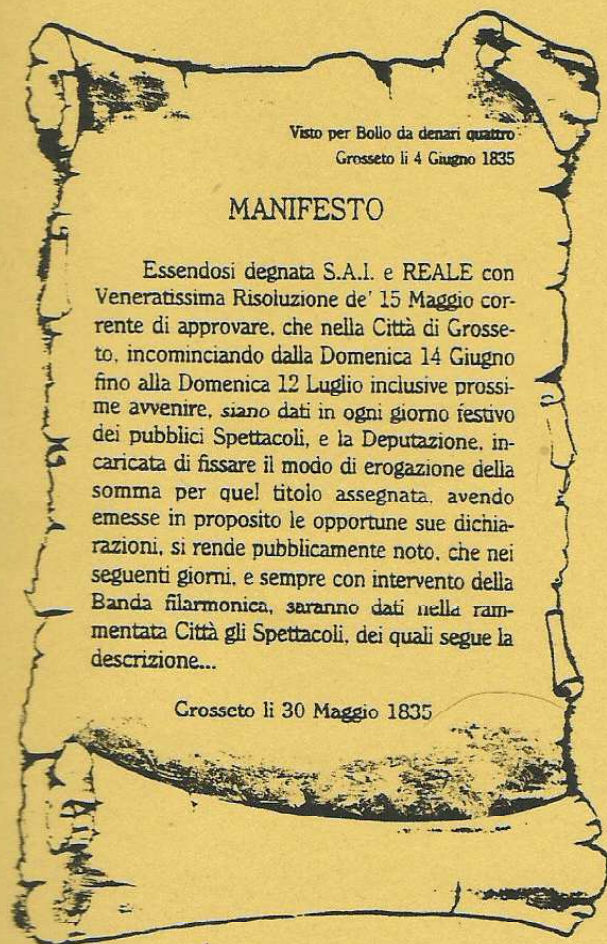 Visto per Bollo da denari quattro
Grosseto li 4 Giugno 1835
MANIFESTO
Essendosi degnata S.A.I. e REALE con
Veneratissima Risoluzione de' 15 Maggio cor-
rente di approvare, che nella Città di Grosse-
to, incominciando dalla Domenica 14 Giugno
fino alla Domenica 12 Luglio inclusive prossi-
me avvenire, siano dati in ogni giorno festivo
dei pubblici Spettacoli, e la Deputazione, in-
caricata di fissare il modo di erogazione della
somma per quel titolo assegnata, avendo
emesse in proposito le opportune sue dichia-
razioni, si rende pubblicamente noto, che nei
seguenti giorni, e sempre con intervento della
Banda filarmonica, saranno dati nella ram-
mentata Città gli Spettacoli, dei quali segue la
descrizione...
Grosseto li 30 Maggio 1835